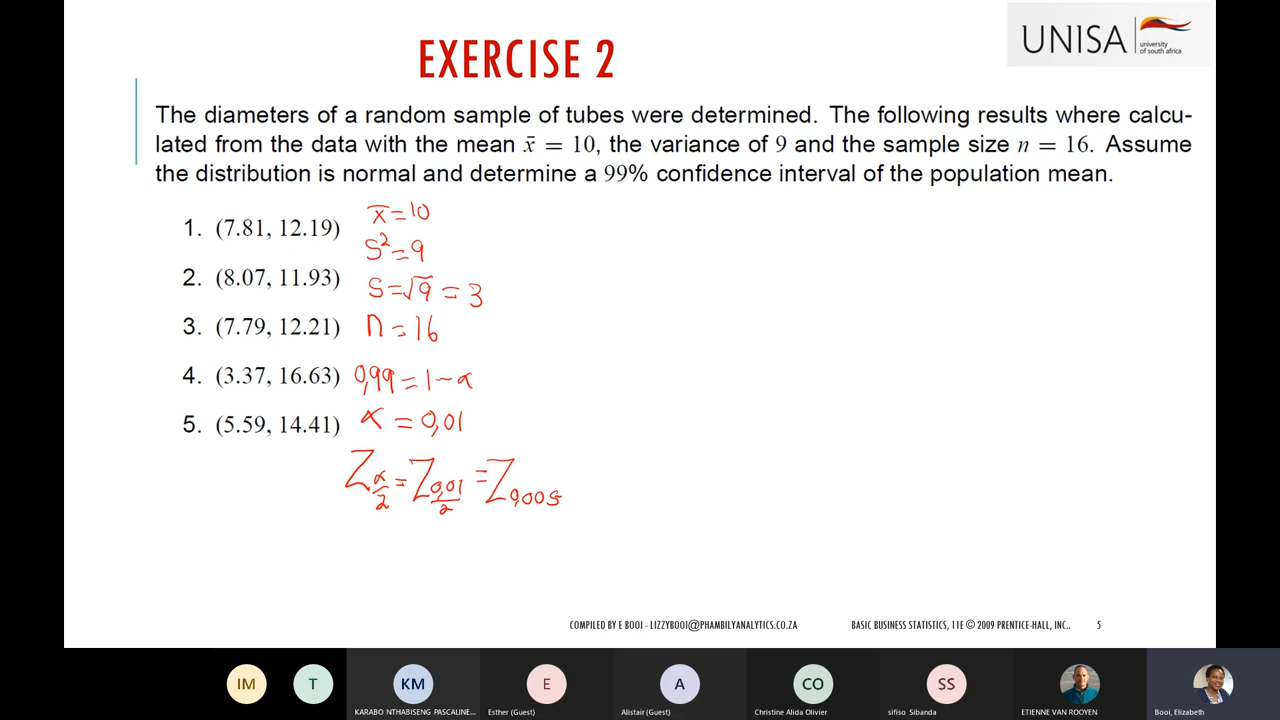 UNISA
university
of south africa
EXERCISE 2
The diameters of a random sample of tubes were determined. The following results where calcu-
lated from the data with the mean x̄ = 10, the variance of 9 and the sample size n = 16. Assume
the distribution is normal and determine a 99% confidence interval of the population mean.
1. (7.81, 12.19)
2. (8.07, 11.93)
3. (7.79, 12.21)
4. (3.37, 16.63)
5. (5.59, 14.41)
x̄ = 10
S² = 9
S = √9 = 3
n = 16
0,99 = 1 − α
α = 0,01
Z α/2 = Z 0,01/2 = Z 0,005
COMPILED BY E BOOI - LIZZYBOOI@PHAMBILYANALYTICS.CO.ZA
BASIC BUSINESS STATISTICS, 11E © 2009 PRENTICE-HALL, INC..
5
IM
T
KM
E
A
CO
SS
KARABO NTHABISENG PASCALINE...
Esther (Guest)
Alistair (Guest)
Christine Alida Olivier
sifiso Sibanda
ETIENNE VAN ROOYEN
Booi, Elizabeth